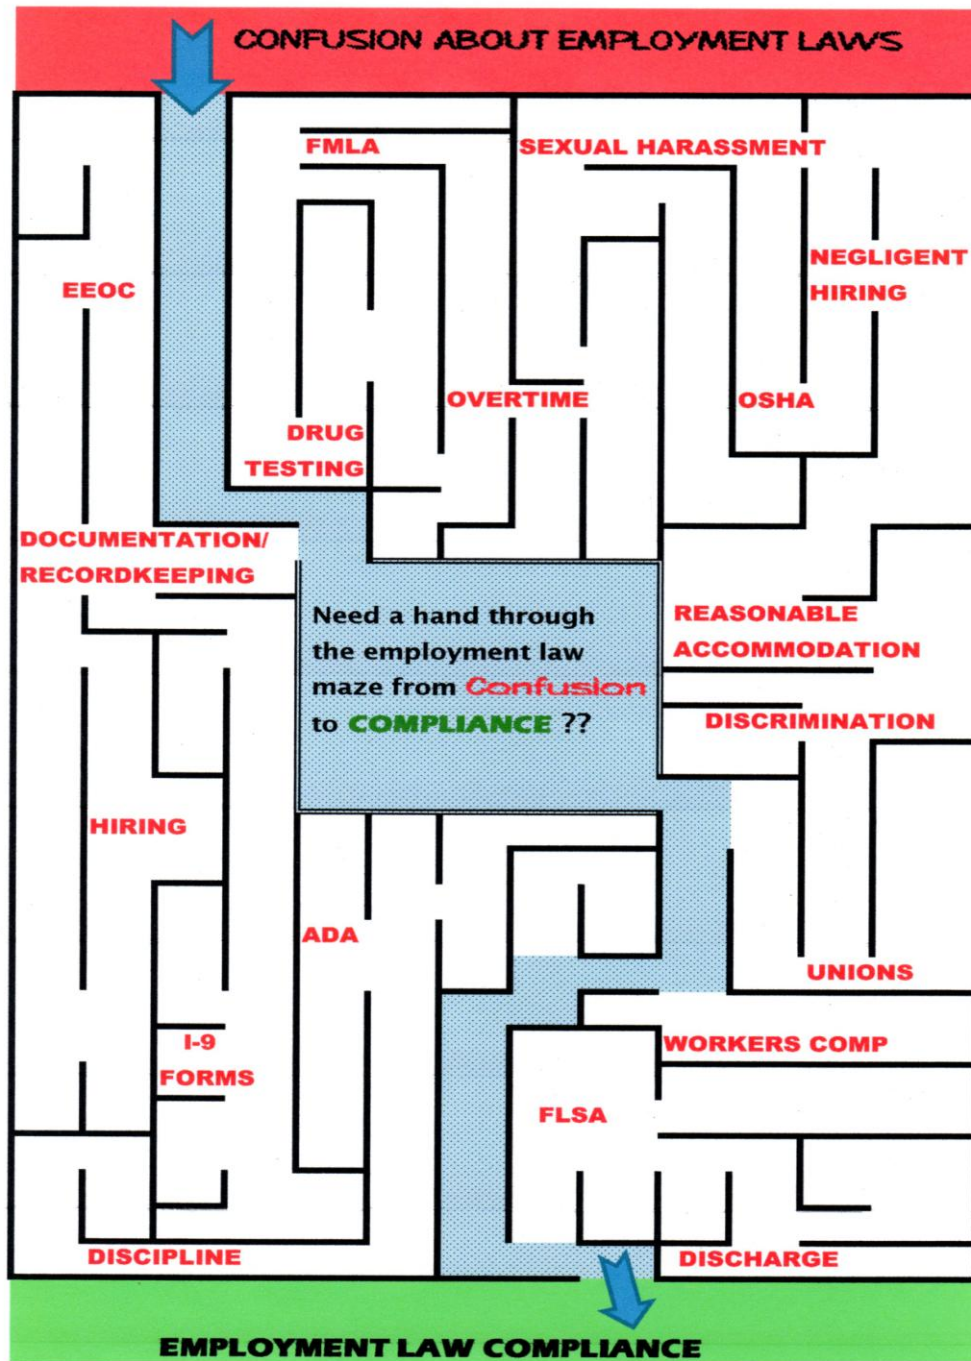 CONFUSION ABOUT EMPLOYMENT LAWS
FMLA
SEXUAL HARASSMENT
NEGLIGENT
HIRING
EEOC
OVERTIME
OSHA
DRUG
TESTING
DOCUMENTATION/
RECORDKEEPING
Need a hand through
the employment law
maze from Confusion
to COMPLIANCE ??
REASONABLE
ACCOMMODATION
DISCRIMINATION
HIRING
ADA
UNIONS
I-9
FORMS
WORKERS COMP
FLSA
DISCIPLINE
DISCHARGE
EMPLOYMENT LAW COMPLIANCE